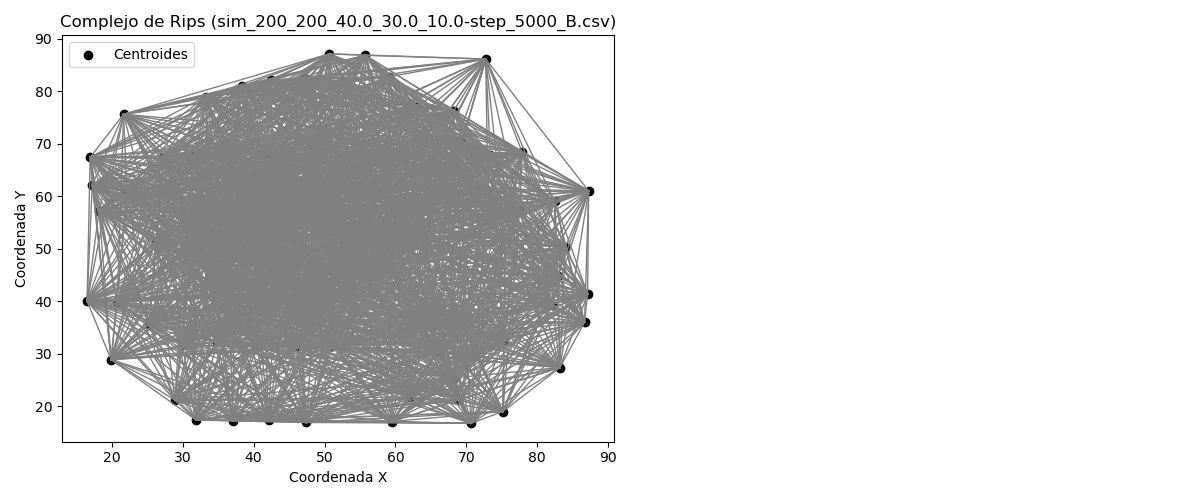 Complejo de Rips (sim_200_200_40.0_30.0_10.0-step_5000_B.csv)
Centroides
90
80
70
60
50
40
30
20
Coordenada Y
20 30 40 50 60 70 80 90
Coordenada X